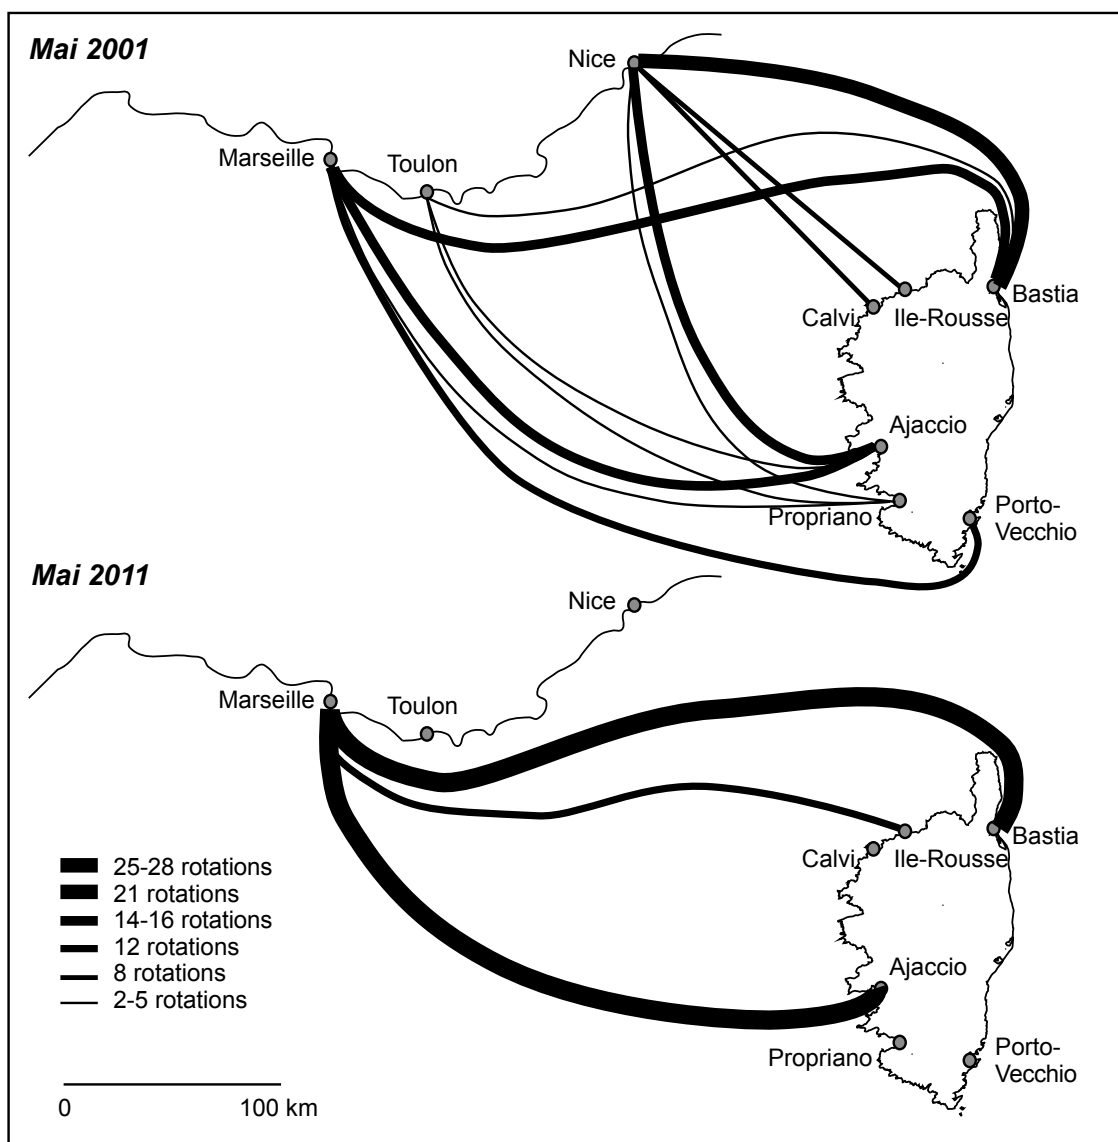 Mai 2001
Nice
Marseille
Toulon
Calvi
Ile-Rousse
Bastia
Ajaccio
Propriano
Porto-
Vecchio
Mai 2011
Nice
Marseille
Toulon
Calvi
Ile-Rousse
Bastia
25-28 rotations
21 rotations
14-16 rotations
12 rotations
8 rotations
2-5 rotations
Ajaccio
Propriano
Porto-
Vecchio
0
100 km